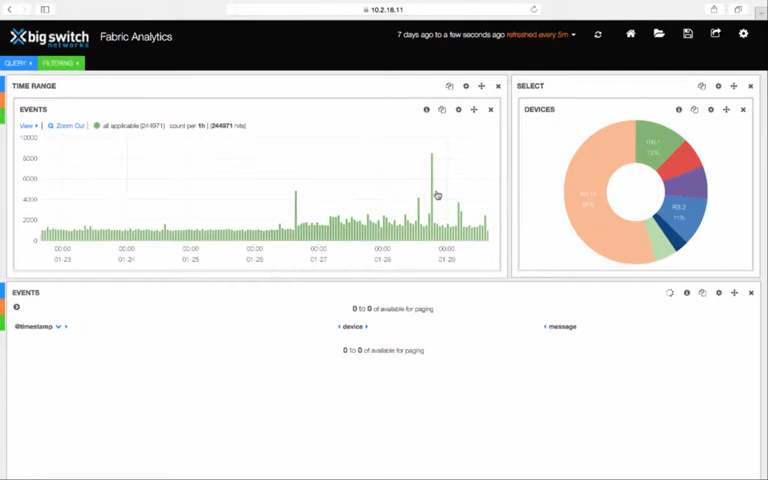 10.2.18.11
big switch networks Fabric Analytics 7 days ago to a few seconds ago refreshed every 5m
QUERY FILTERING
TIME RANGE
EVENTS
View | Zoom Out | all applicable (244971) count per 1h | (244971 hits)
10000
8000
6000
4000
2000
0
00:00 00:00 00:00 00:00 00:00 00:00 00:00
01-23 01-24 01-25 01-26 01-27 01-28 01-29
SELECT
DEVICES
R2L2
11%
EVENTS
0 to 0 of available for paging
@timestamp device message
0 to 0 of available for paging